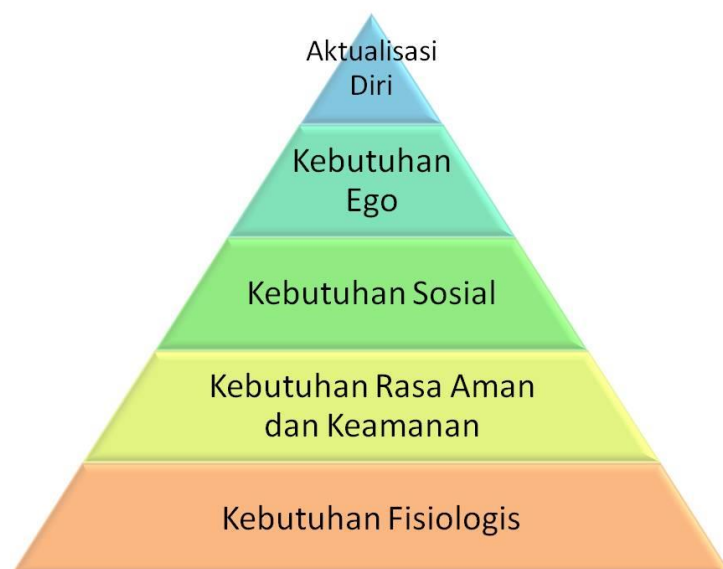 Aktualisasi
Diri
Kebutuhan
Ego
Kebutuhan Sosial
Kebutuhan Rasa Aman
dan Keamanan
Kebutuhan Fisiologis